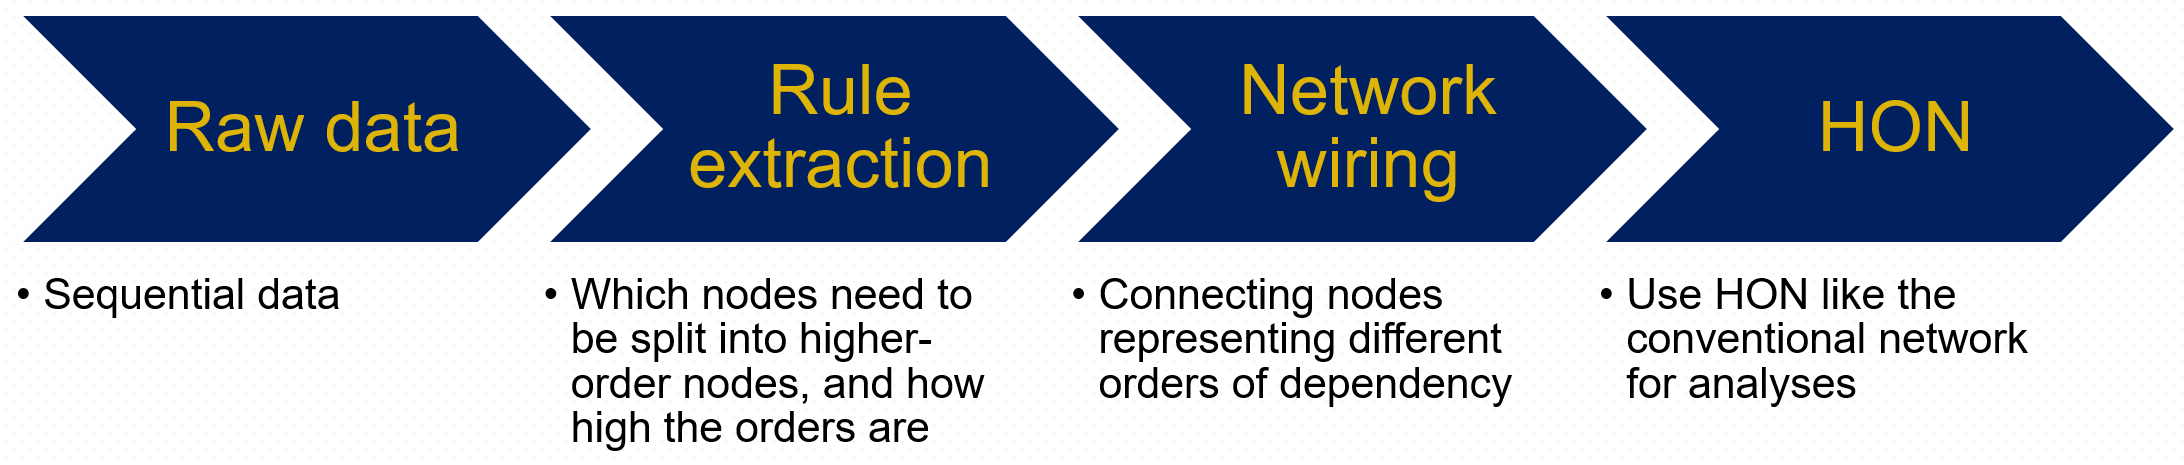 Raw data
Rule
extraction
Network
wiring
HON
• Sequential data
• Which nodes need to
be split into higher-
order nodes, and how
high the orders are
• Connecting nodes
representing different
orders of dependency
• Use HON like the
conventional network
for analyses